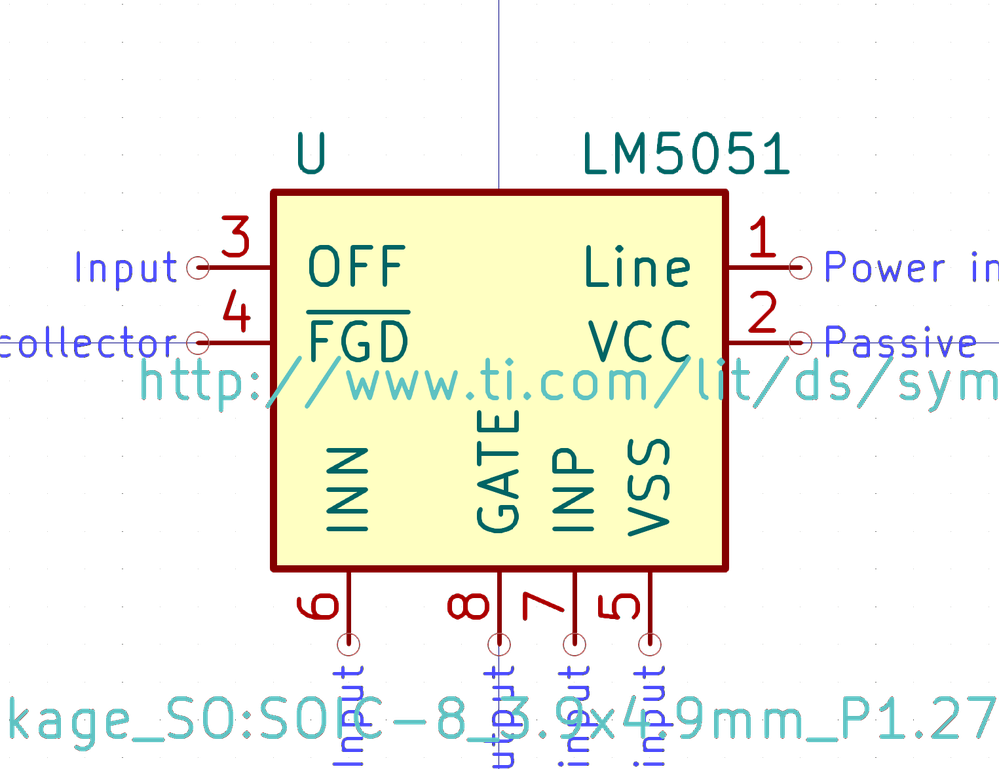 U LM5051
3 1
Input OFF Line Power in
4 2
collector FGD VCC Passive
http://www.ti.com/lit/ds/sym
INN GATE INP VSS
6 8 7 5
Input utput input input
kage_SO:SOIC-8_3.9x4.9mm_P1.27